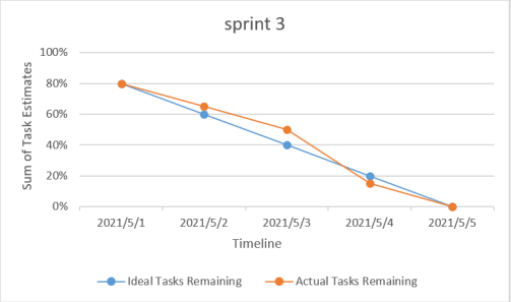 sprint 3
100%
80%
60%
40%
20%
0%
Sum of Task Estimates
2021/5/1 2021/5/2 2021/5/3 2021/5/4 2021/5/5
Timeline
Ideal Tasks Remaining Actual Tasks Remaining